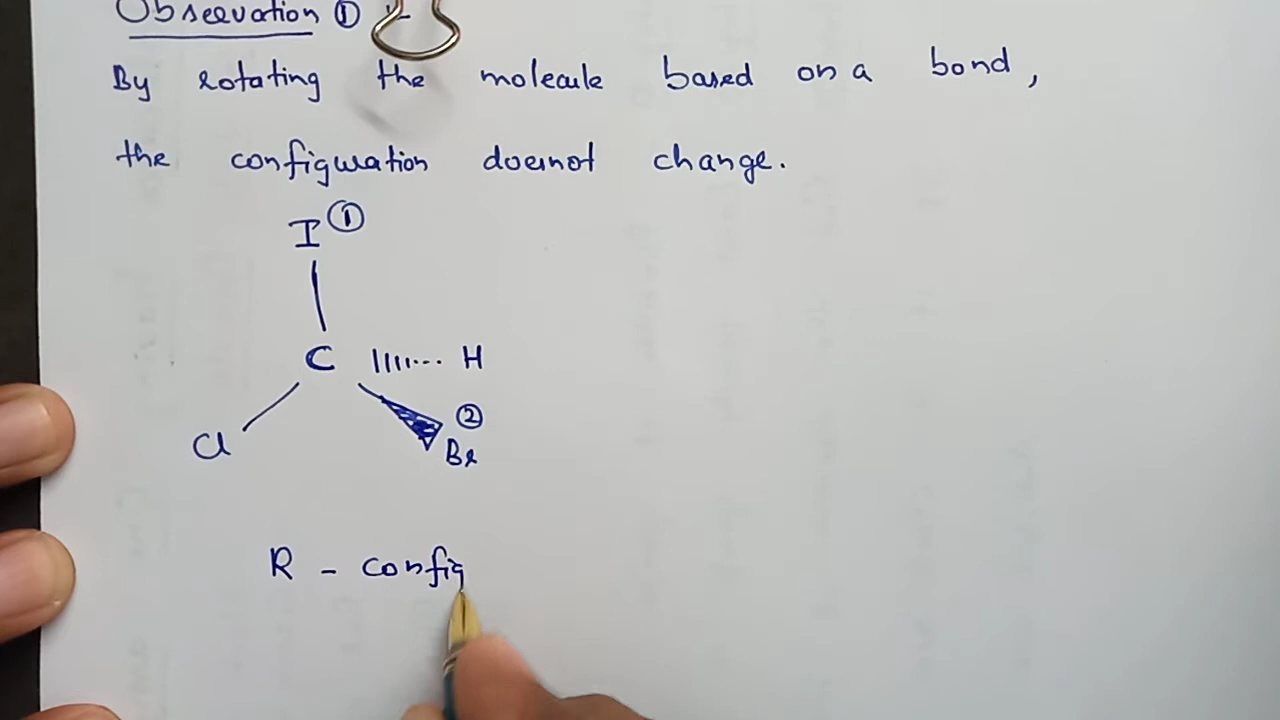 Observation ① :-
By rotating the molecule based on a bond,
the configuration doesnot change.
I ①
C H
②
Cl Br
R - config